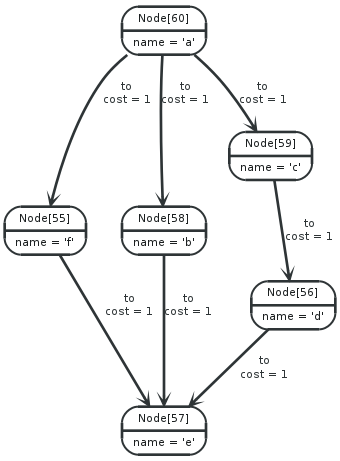 Node[60]
name = 'a'
to
cost = 1
to
cost = 1
to
cost = 1
Node[59]
name = 'c'
Node[55]
name = 'f'
Node[58]
name = 'b'
to
cost = 1
Node[56]
name = 'd'
to
cost = 1
to
cost = 1
to
cost = 1
Node[57]
name = 'e'